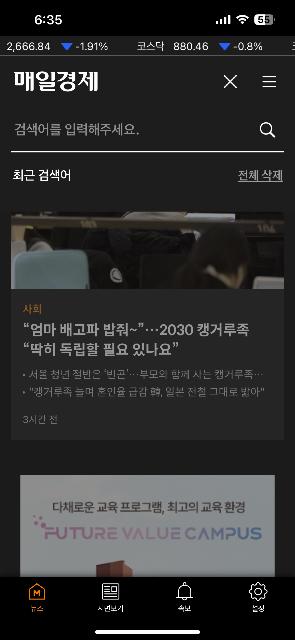 6:35
55
2,666.84 -1.91% 코스닥 880.46 -0.8%
매일경제
검색어를 입력해주세요.
최근 검색어 전체 삭제
사회
“엄마 배고파 밥줘~”…2030 캥거루족
“딱히 독립할 필요 있나요”
• 서울 청년 절반은 '빈곤'…부모와 함께 사는 캥거루족…
• "캥거루족 늘며 혼인율 급감 韓, 일본 전철 그대로 밟아"
3시간 전
다채로운 교육 프로그램, 최고의 교육 환경
FUTURE VALUE CAMPUS
뉴스 지면보기 속보 설정